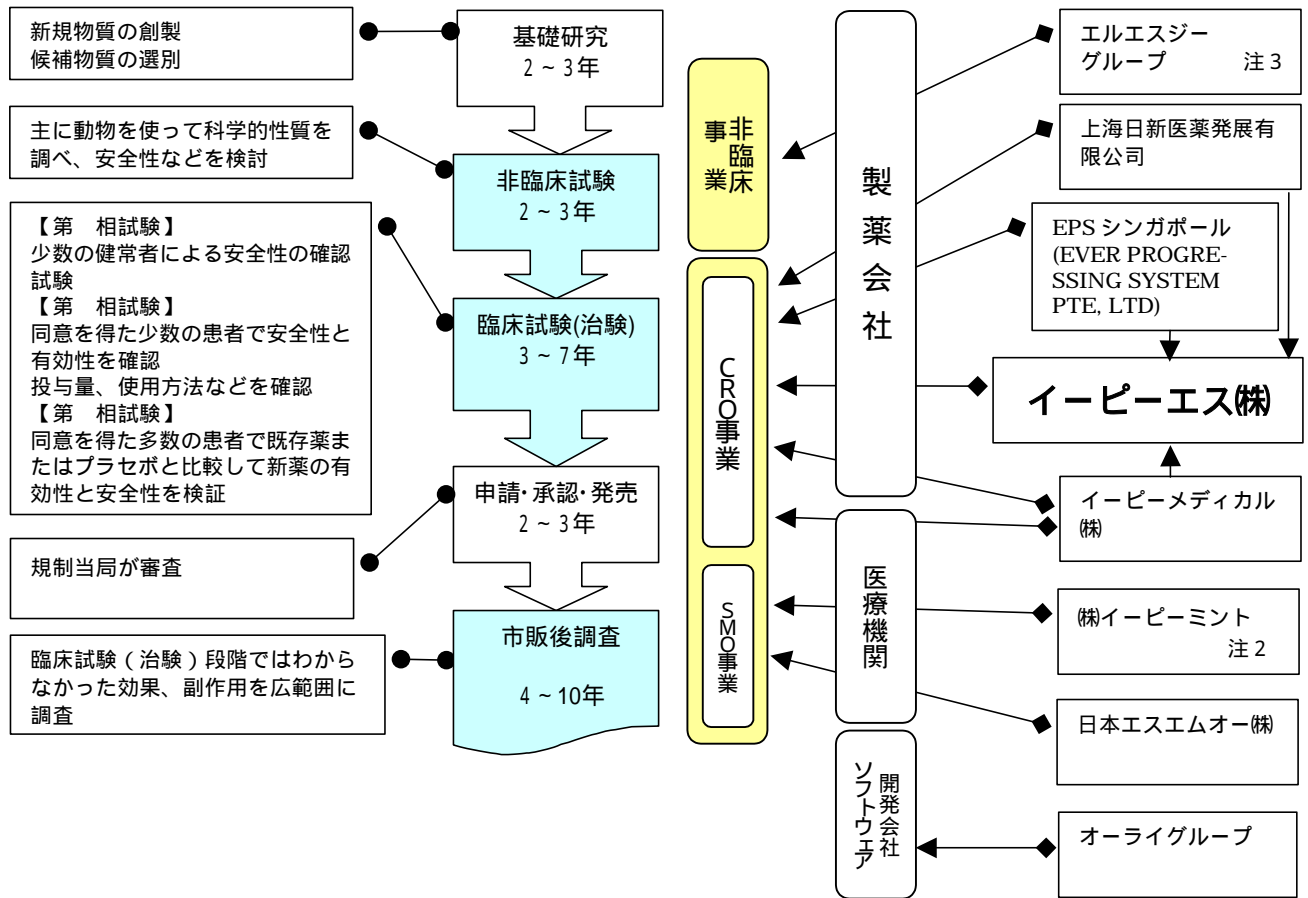 新規物質の創製
候補物質の選別
主に動物を使って科学的性質を
調べ、安全性などを検討
【第　相試験】
少数の健常者による安全性の確認
試験
【第　相試験】
同意を得た少数の患者で安全性と
有効性を確認
投与量、使用方法などを確認
【第　相試験】
同意を得た多数の患者で既存薬ま
たはプラセボと比較して新薬の有
効性と安全性を検証
規制当局が審査
臨床試験（治験）段階ではわから
なかった効果、副作用を広範囲に
調査
基礎研究
2～3年
非臨床試験
2～3年
臨床試験(治験)
3～7年
申請・承認・発売
2～3年
市販後調査
4～10年
非臨床
事業
CRO事業
SMO事業
製薬会社
医療機関
開発会社
ソフトウェア
エルエスジー
グループ　注3
上海日新医薬発展有
限公司
EPS シンガポール
(EVER PROGRE-
SSING SYSTEM
PTE, LTD)
イーピーエス㈱
イーピーメディカル
㈱
㈱イーピーミント
注2
日本エスエムオー㈱
オーライグループ